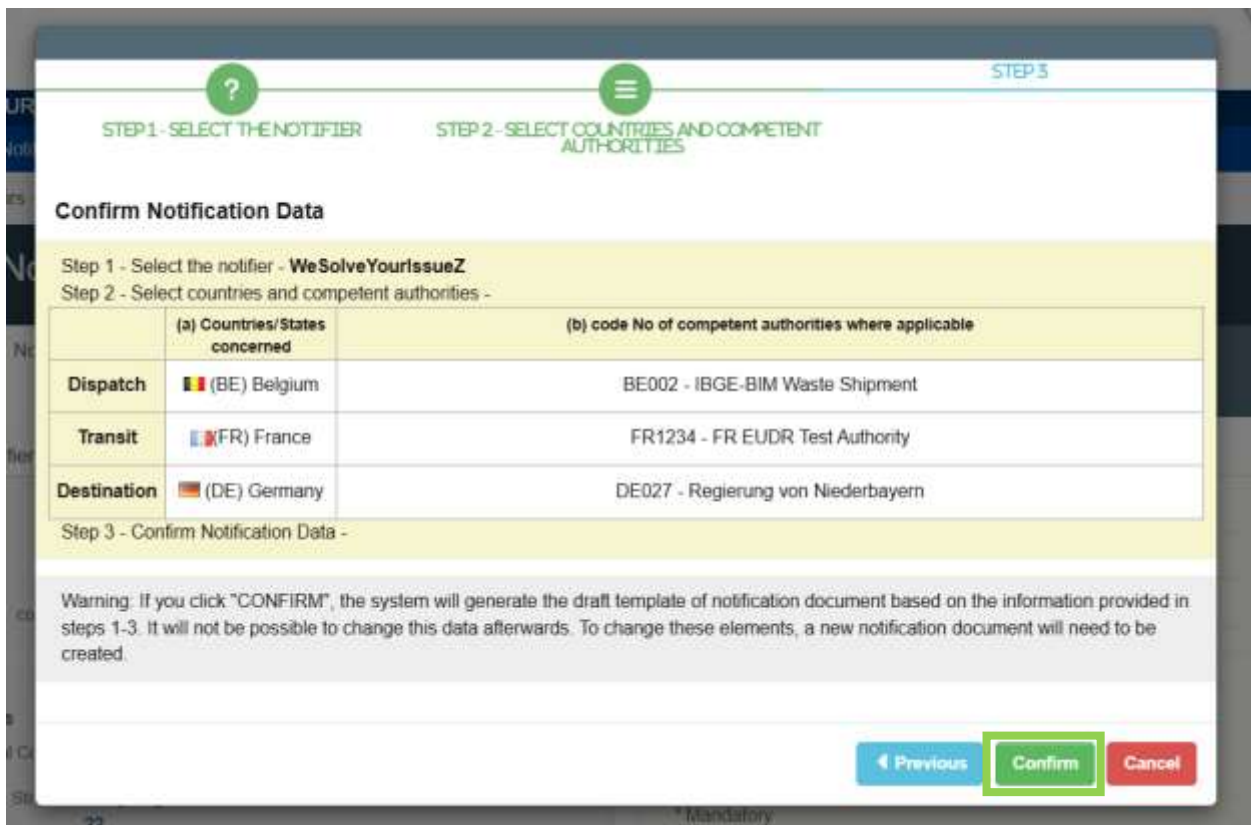 STEP 3
STEP 1 - SELECT THE NOTIFIER
STEP 2 - SELECT COUNTRIES AND COMPETENT
AUTHORITIES
Confirm Notification Data
Step 1 - Select the notifier - WeSolveYourIssueZ
Step 2 - Select countries and competent authorities -
(a) Countries/States
concerned
(b) code No of competent authorities where applicable
Dispatch (BE) Belgium BE002 - IBGE-BIM Waste Shipment
Transit (FR) France FR1234 - FR EUDR Test Authority
Destination (DE) Germany DE027 - Regierung von Niederbayern
Step 3 - Confirm Notification Data -
Warning: If you click "CONFIRM", the system will generate the draft template of notification document based on the information provided in
steps 1-3. It will not be possible to change this data afterwards. To change these elements, a new notification document will need to be
created.
Previous Confirm Cancel
* Mandatory